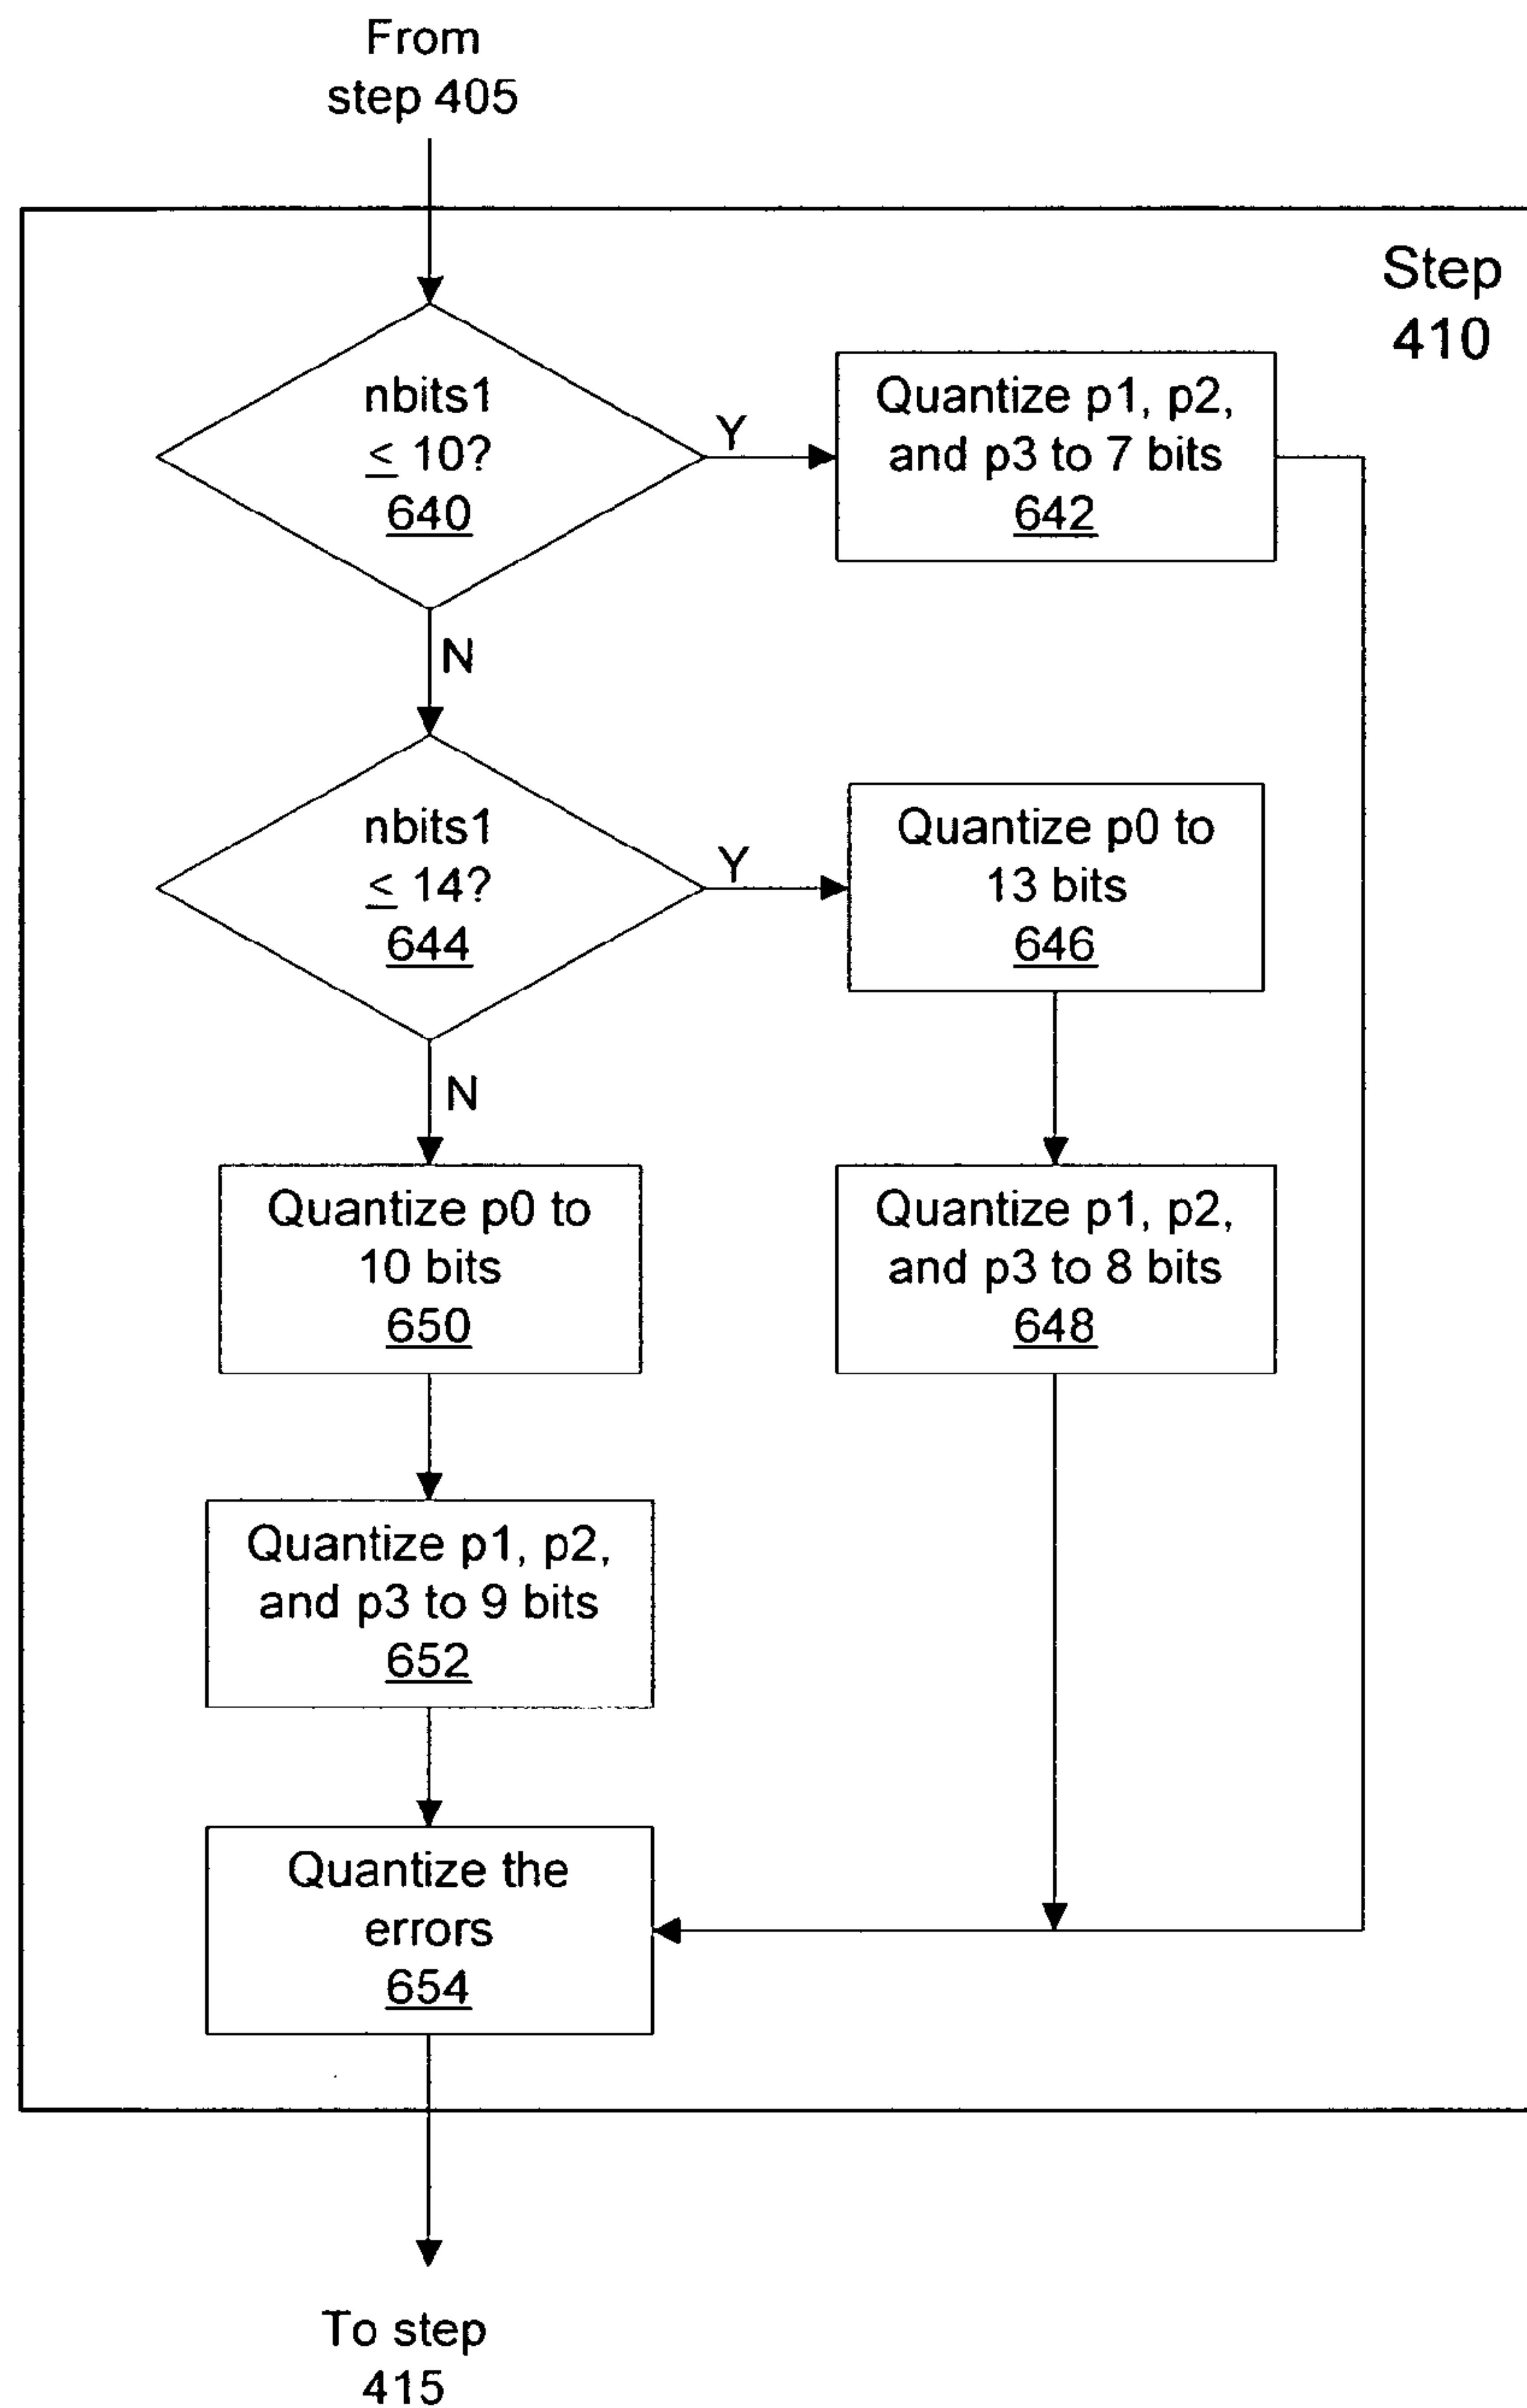 From
step 405
Step
410
nbits1
≤ 10?
640
Y
Quantize p1, p2,
and p3 to 7 bits
642
N
nbits1
≤ 14?
644
Y
Quantize p0 to
13 bits
646
N
Quantize p0 to
10 bits
650
Quantize p1, p2,
and p3 to 8 bits
648
Quantize p1, p2,
and p3 to 9 bits
652
Quantize the
errors
654
To step
415